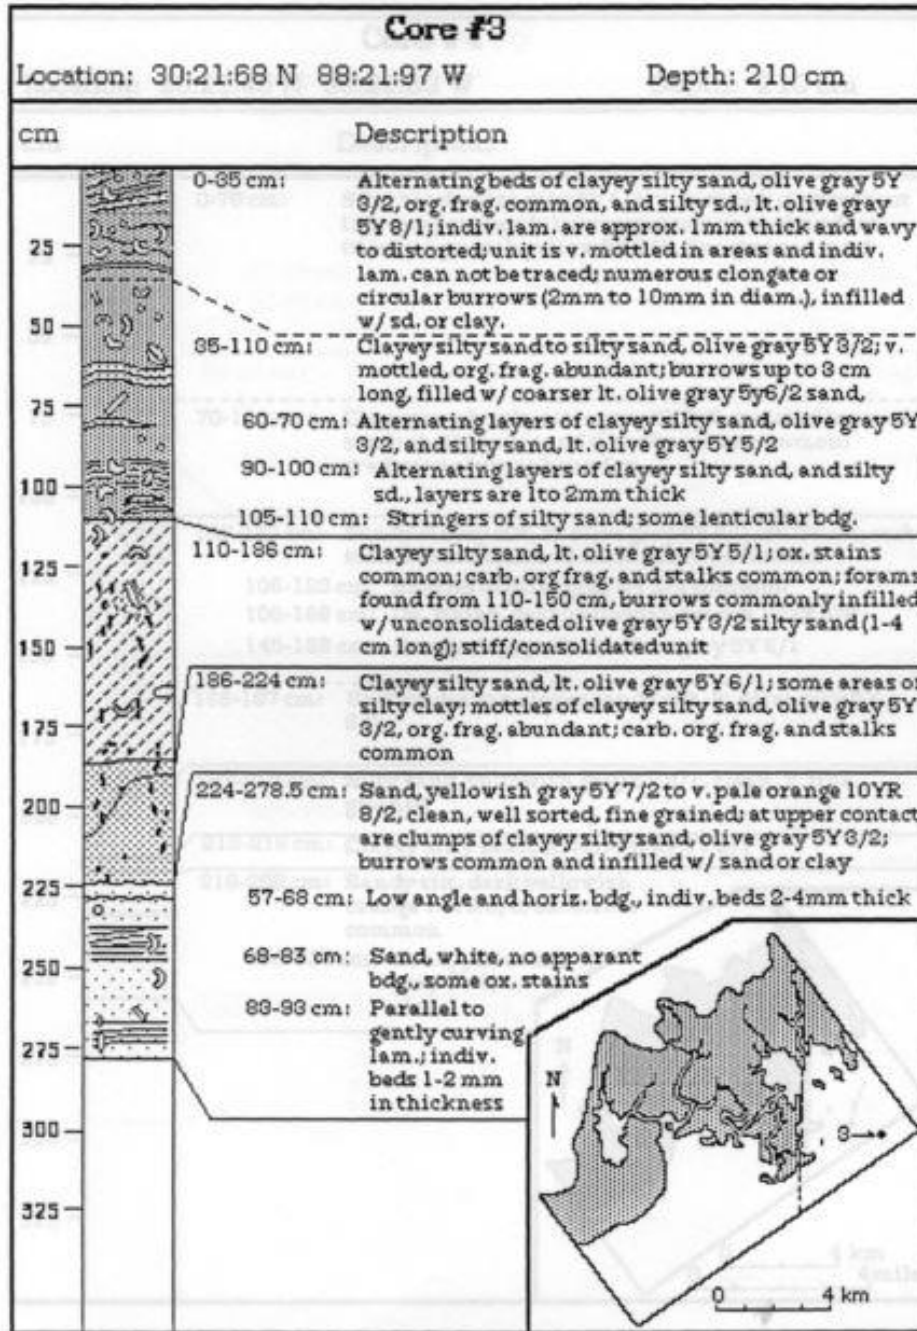 Core #3
Location: 30:21:68 N 88:21:97 W Depth: 210 cm
cm Description
0-35 cm: Alternating beds of clayey silty sand, olive gray 5Y
3/2, org. frag. common, and silty sd., lt. olive gray
5Y 8/1; indiv. lam. are approx. 1mm thick and wavy
to distorted; unit is v. mottled in areas and indiv.
lam. can not be traced; numerous elongate or
circular burrows (2mm to 10mm in diam.), infilled
w/ sd. or clay.
35-110 cm: Clayey silty sand to silty sand, olive gray 5Y 3/2; v.
mottled, org. frag. abundant; burrows up to 3 cm
long, filled w/ coarser lt. olive gray 5y6/2 sand,
60-70 cm: Alternating layers of clayey silty sand, olive gray 5Y
3/2, and silty sand, lt. olive gray 5Y 5/2
90-100 cm: Alternating layers of clayey silty sand, and silty
sd., layers are 1to 2mm thick
105-110 cm: Stringers of silty sand; some lenticular bdg.
110-186 cm: Clayey silty sand, lt. olive gray 5Y 5/1; ox. stains
common; carb. org frag. and stalks common; forams
found from 110-150 cm, burrows commonly infilled
w/ unconsolidated olive gray 5Y 3/2 silty sand (1-4
cm long); stiff/consolidated unit
186-224 cm: Clayey silty sand, lt. olive gray 5Y 6/1; some areas of
silty clay; mottles of clayey silty sand, olive gray 5Y
3/2, org. frag. abundant; carb. org. frag. and stalks
common
224-278.5 cm: Sand, yellowish gray 5Y 7/2 to v. pale orange 10YR
8/2, clean, well sorted, fine grained; at upper contact
are clumps of clayey silty sand, olive gray 5Y 3/2;
burrows common and infilled w/ sand or clay
57-68 cm: Low angle and horiz. bdg., indiv. beds 2-4mm thick
68-83 cm: Sand, white, no apparant
bdg., some ox. stains
83-93 cm: Parallel to
gently curving
lam.; indiv.
beds 1-2 mm
in thickness
25
50
75
100
125
150
175
200
225
250
275
300
325
N
3
0 4 km